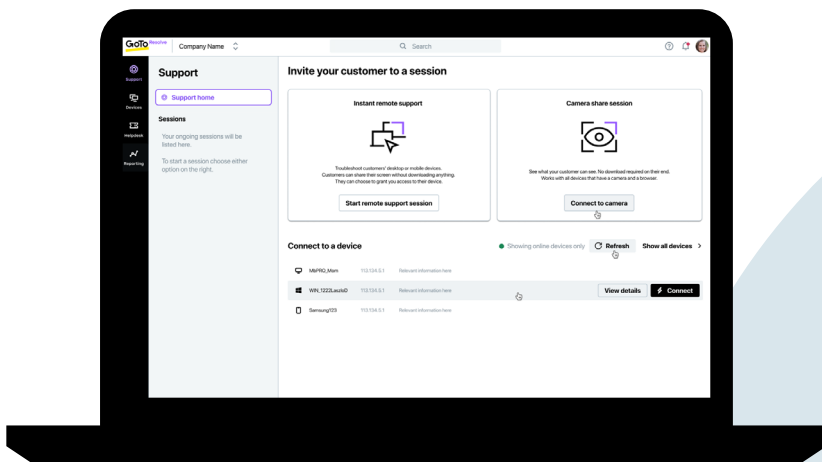 GoTo Resolve
Company Name
Search
Support
Devices
Helpdesk
Reporting
Support
Support home
Sessions
Your ongoing sessions will be
listed here.
To start a session choose either
option on the right.
Invite your customer to a session
Instant remote support
Troubleshoot customers' desktop or mobile devices.
Customers can share their screen without downloading anything.
They can choose to grant you access to their device.
Start remote support session
Camera share session
See what your customer can see. No download required on their end.
Works with all devices that have a camera and a browser.
Connect to camera
Connect to a device
Showing online devices only
Refresh
Show all devices
Relevant information here
Relevant information here
View details
Connect
Samsung123
Relevant information here